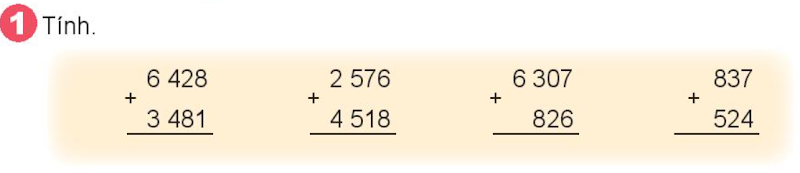 1 Tính.
6 428 2 576 6 307 837
+ + + +
3 481 4 518 826 524